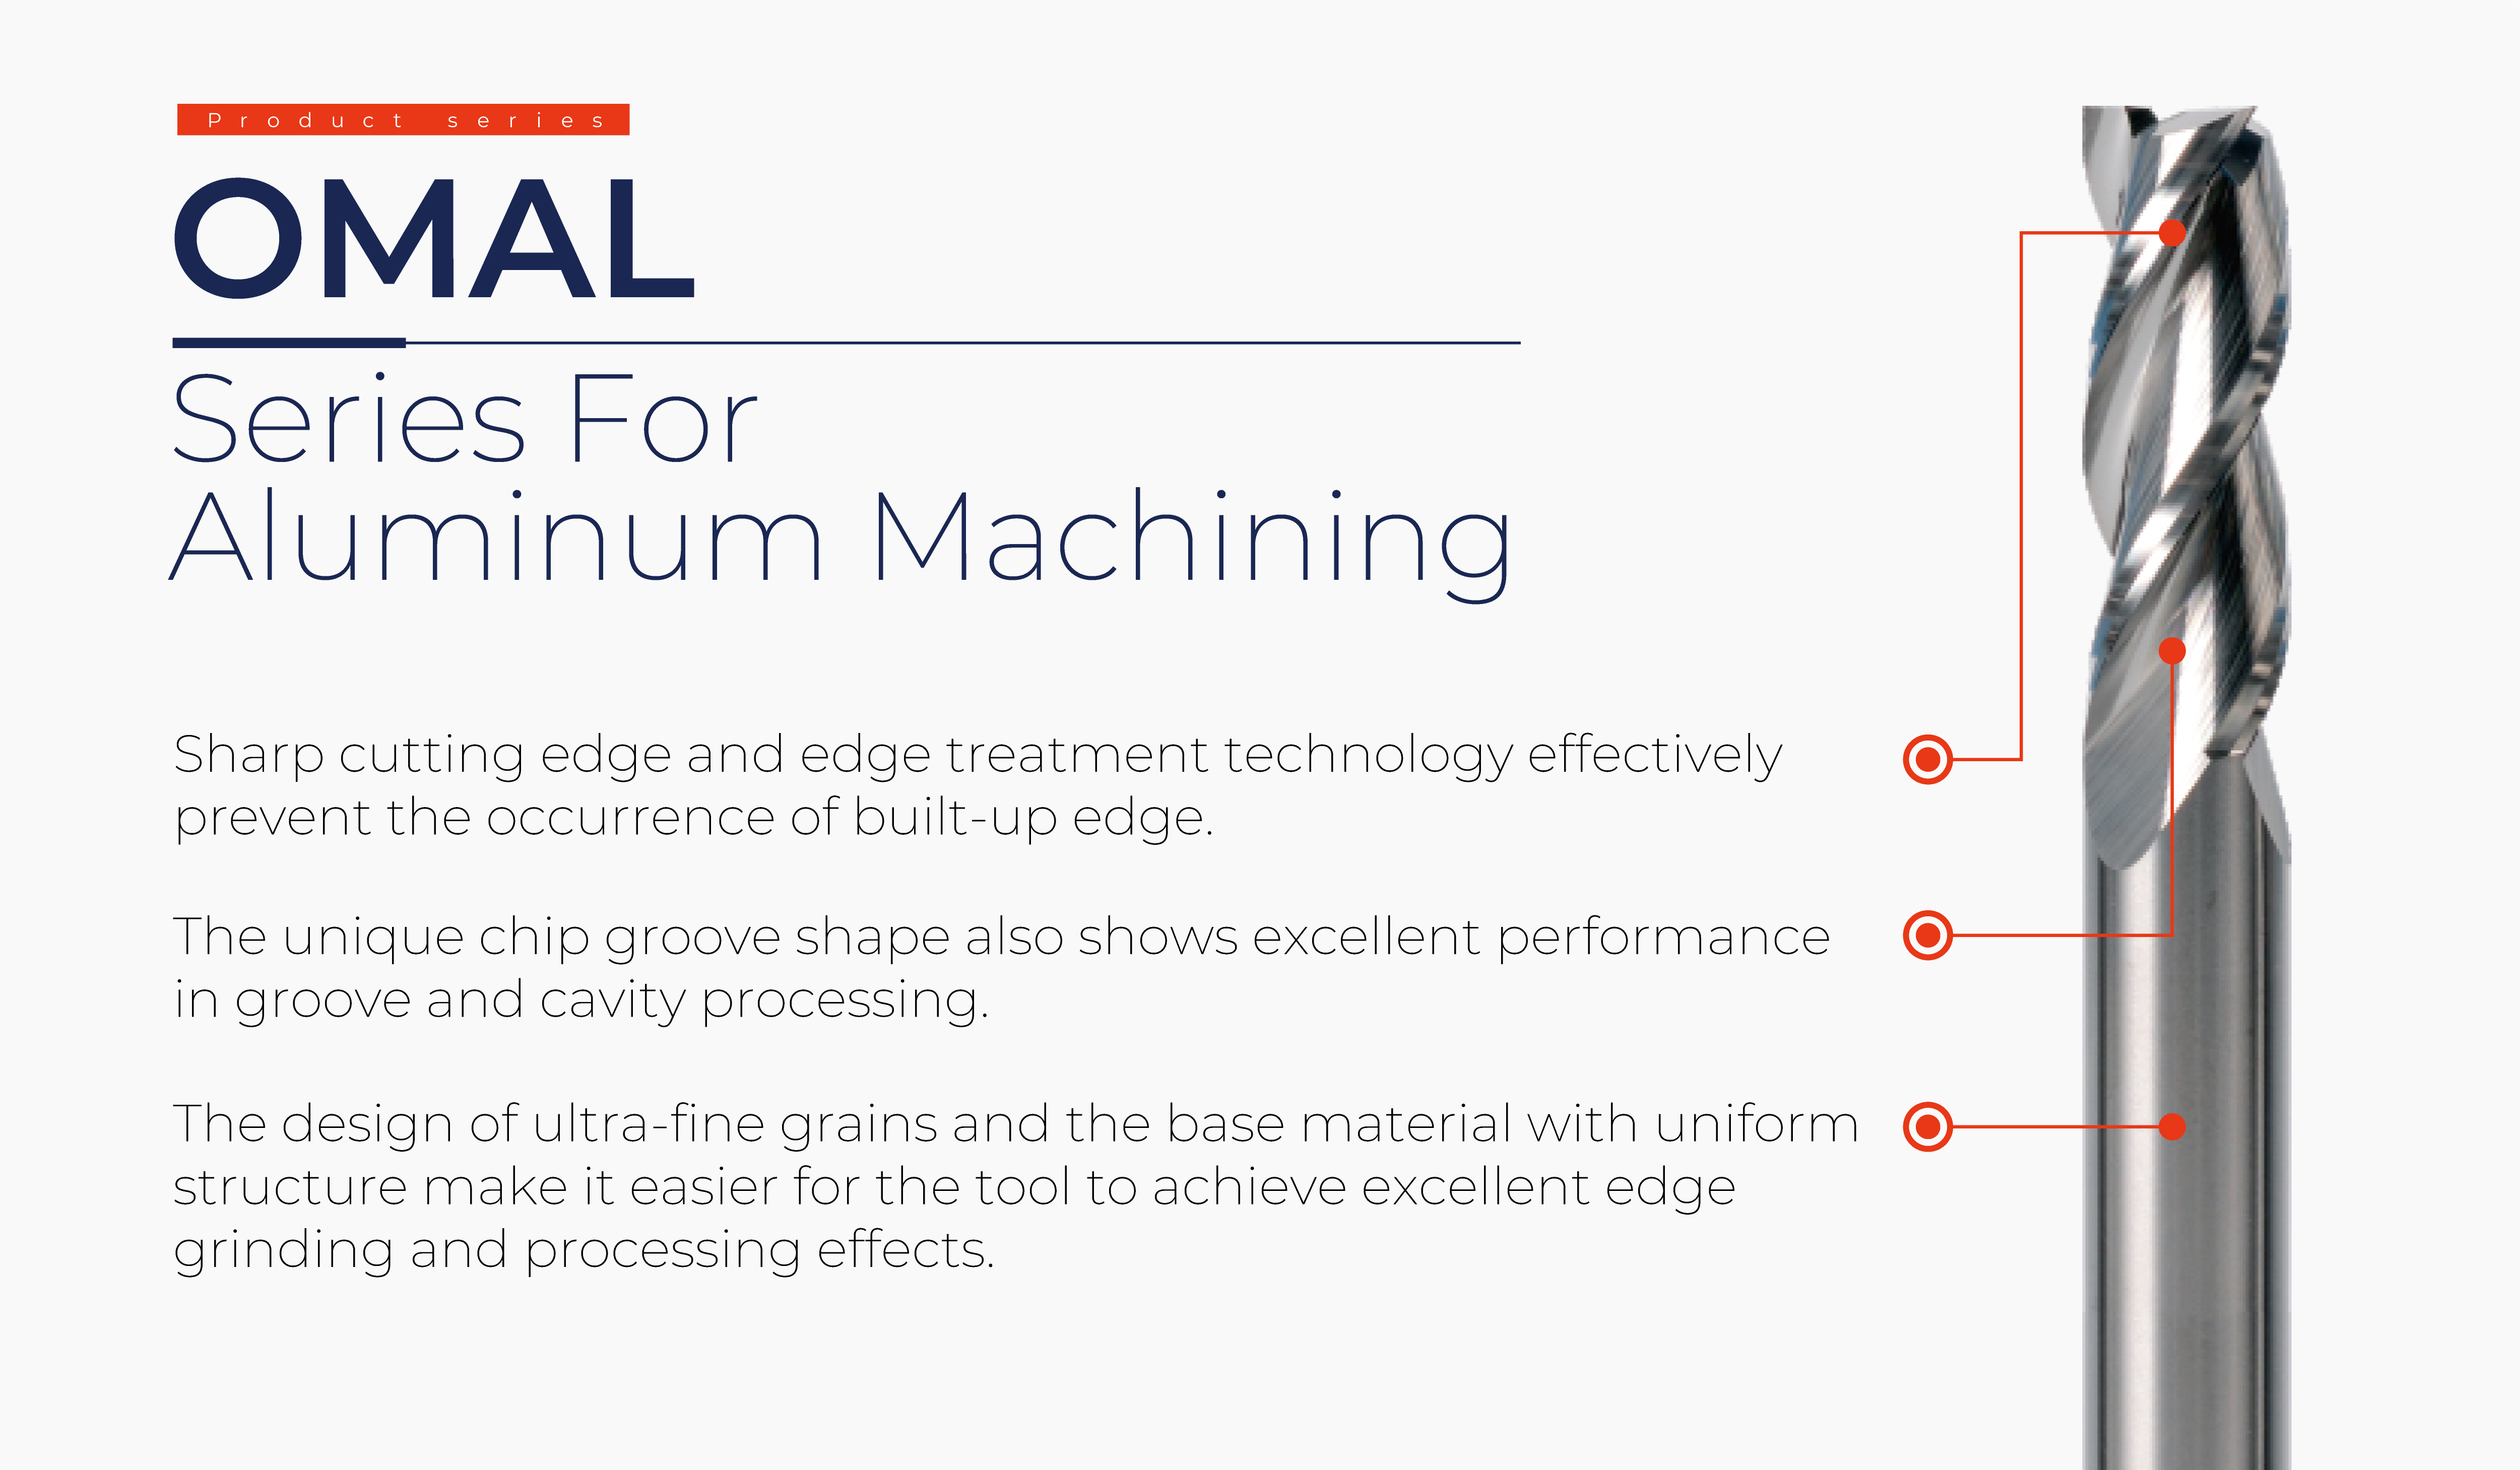 Product series
OMAL
Series For
Aluminum Machining
Sharp cutting edge and edge treatment technology effectively
prevent the occurrence of built-up edge.
The unique chip groove shape also shows excellent performance
in groove and cavity processing.
The design of ultra-fine grains and the base material with uniform
structure make it easier for the tool to achieve excellent edge
grinding and processing effects.